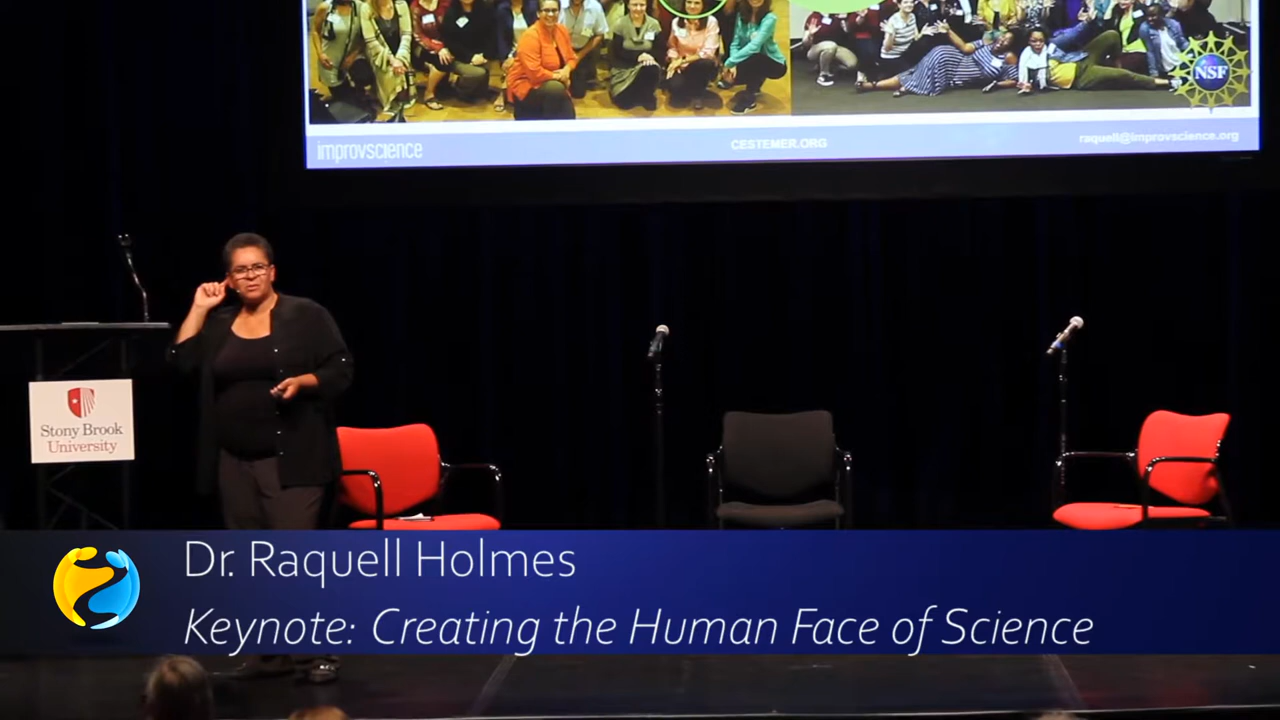 NSF
improvscience
CESTEMER.ORG
raquell@improvscience.org
Stony Brook
University
Dr. Raquell Holmes
Keynote: Creating the Human Face of Science